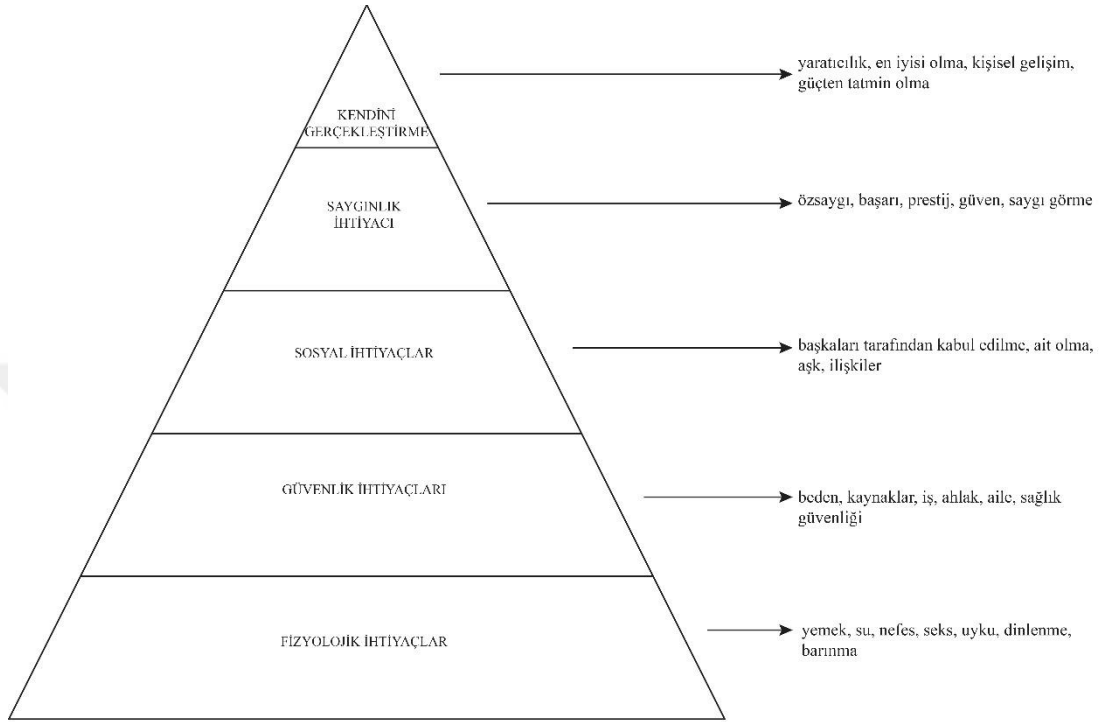 KENDİNİ
GERÇEKLEŞTİRME
yaratıcılık, en iyisi olma, kişisel gelişim,
güçten tatmin olma
SAYGINLIK
İHTİYACI
özsaygı, başarı, prestij, güven, saygı görme
SOSYAL İHTİYAÇLAR
başkaları tarafından kabul edilme, ait olma,
aşk, ilişkiler
GÜVENLİK İHTİYAÇLARI
beden, kaynaklar, iş, ahlak, aile, sağlık
güvenliği
FİZYOLOJİK İHTİYAÇLAR
yemek, su, nefes, seks, uyku, dinlenme,
barınma